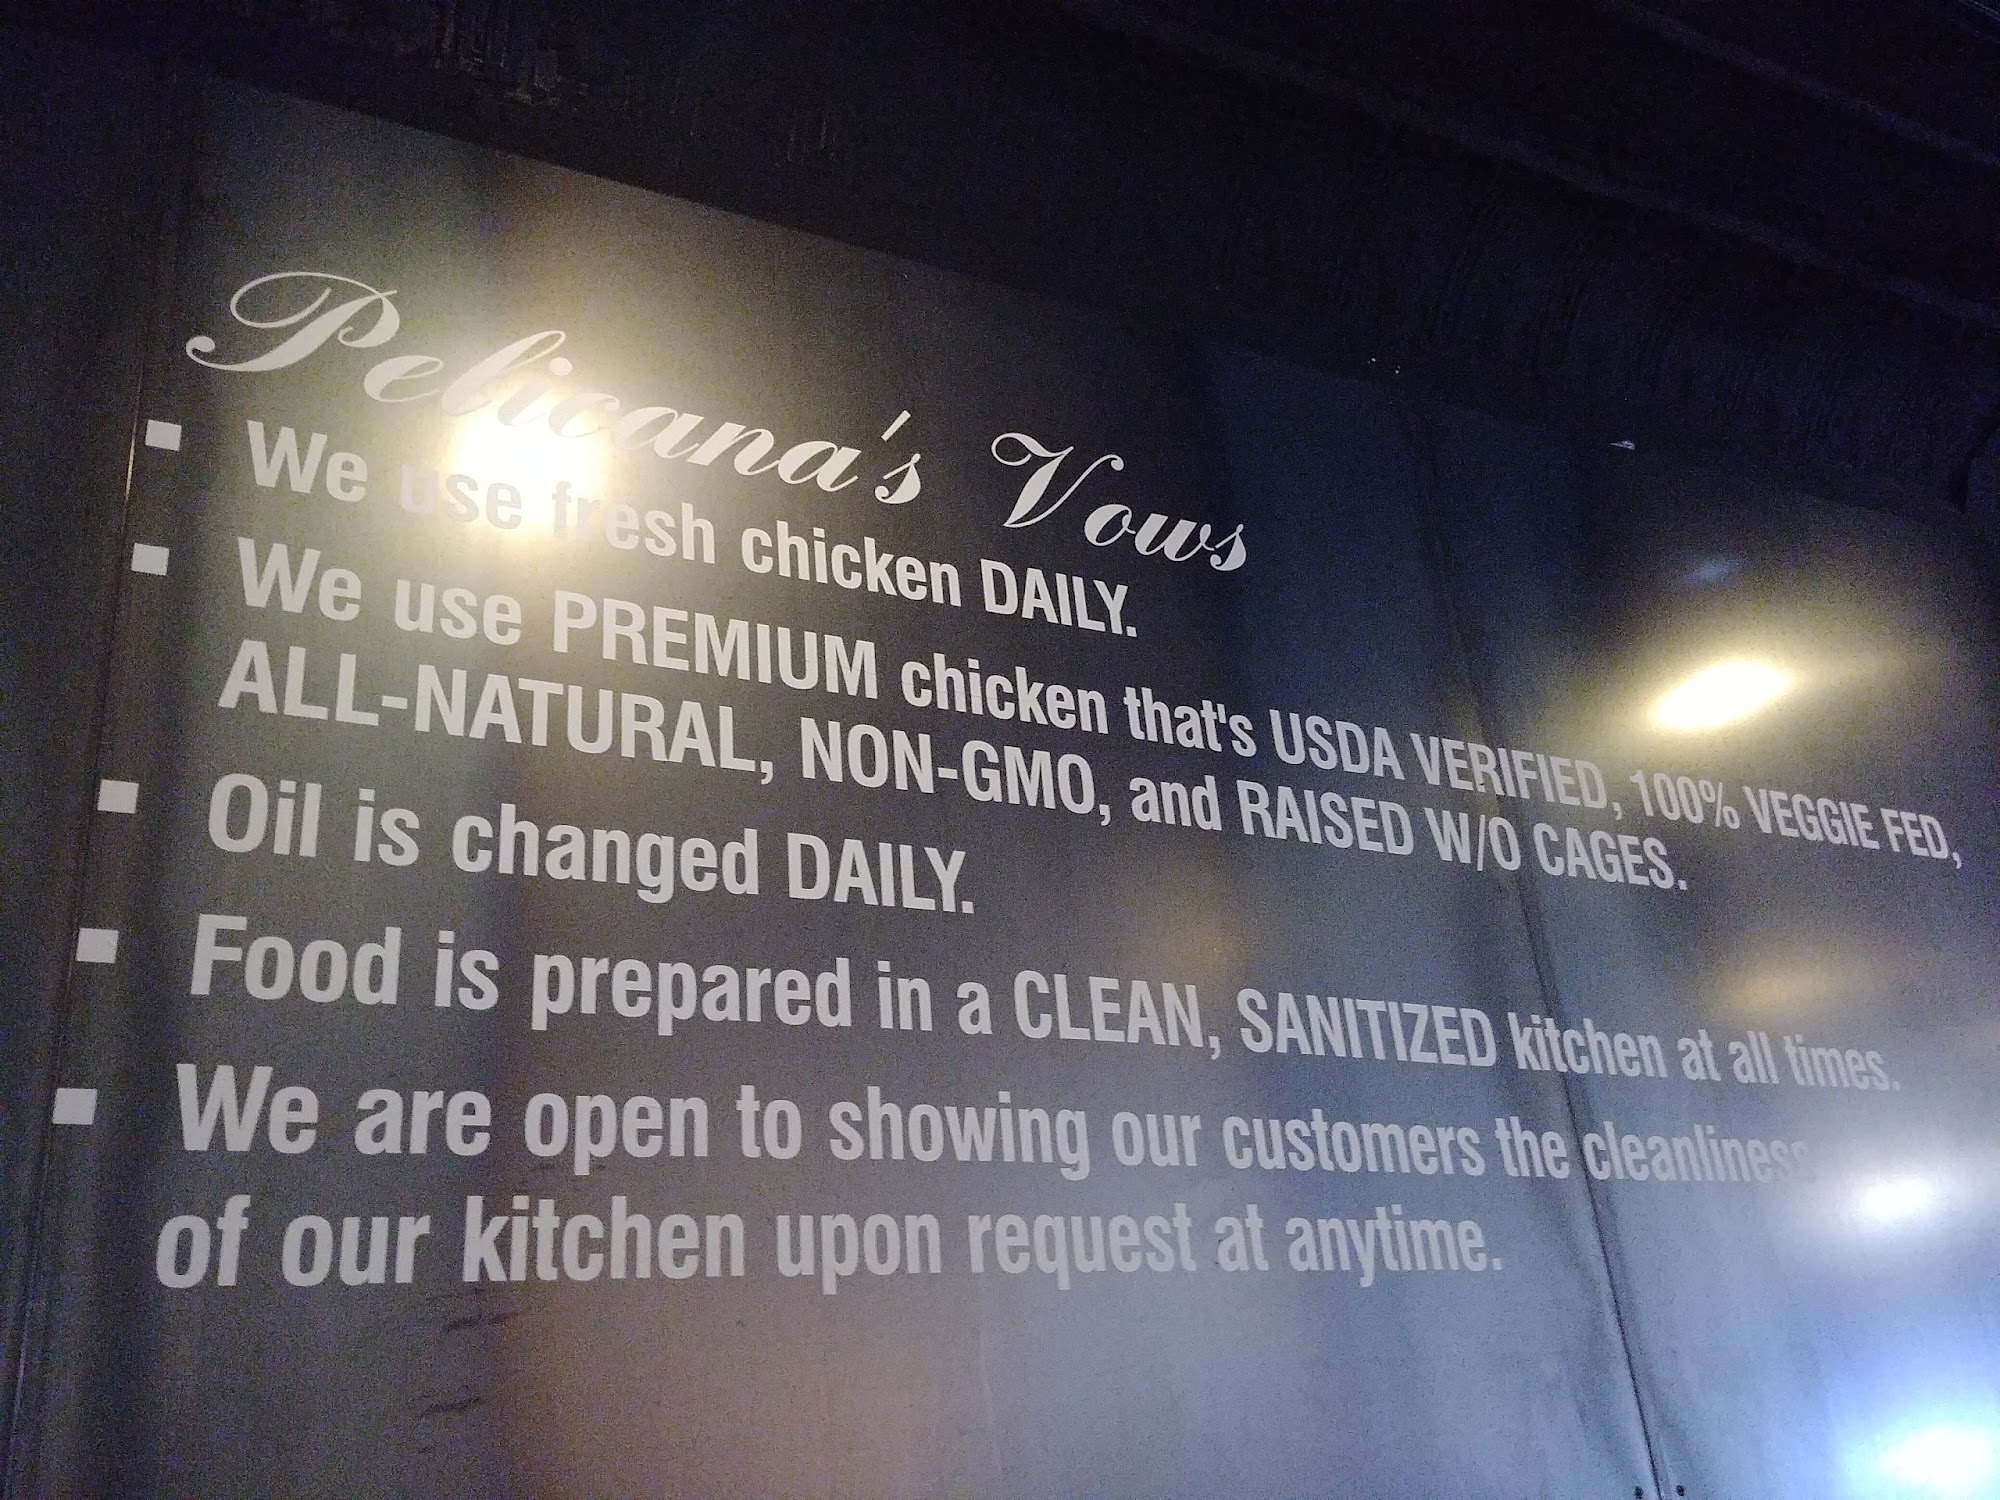 Pelicana's Vows
▪ We use fresh chicken DAILY.
▪ We use PREMIUM chicken that's USDA VERIFIED, 100% VEGGIE FED,
ALL-NATURAL, NON-GMO, and RAISED W/O CAGES.
▪ Oil is changed DAILY.
▪ Food is prepared in a CLEAN, SANITIZED kitchen at all times.
▪ We are open to showing our customers the cleanliness
of our kitchen upon request at anytime.